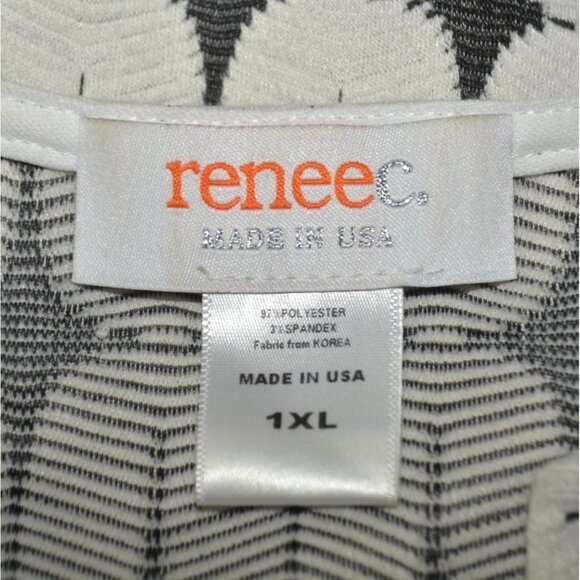 reneec.
MADE IN USA
97%POLYESTER
3%SPANDEX
Fabric from KOREA
MADE IN USA
1XL